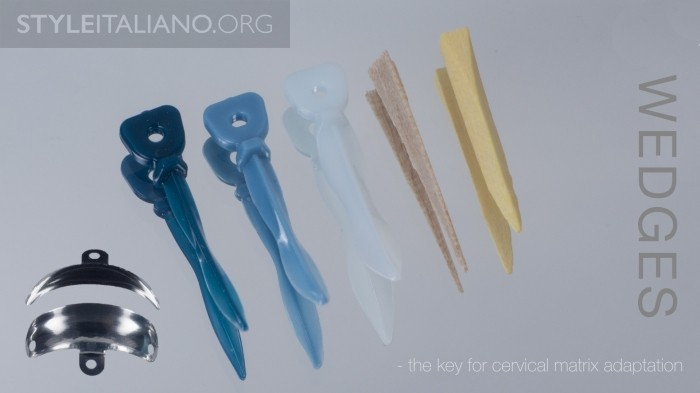 STYLEITALIANO.ORG
WEDGES
- the key for cervical matrix adaptation